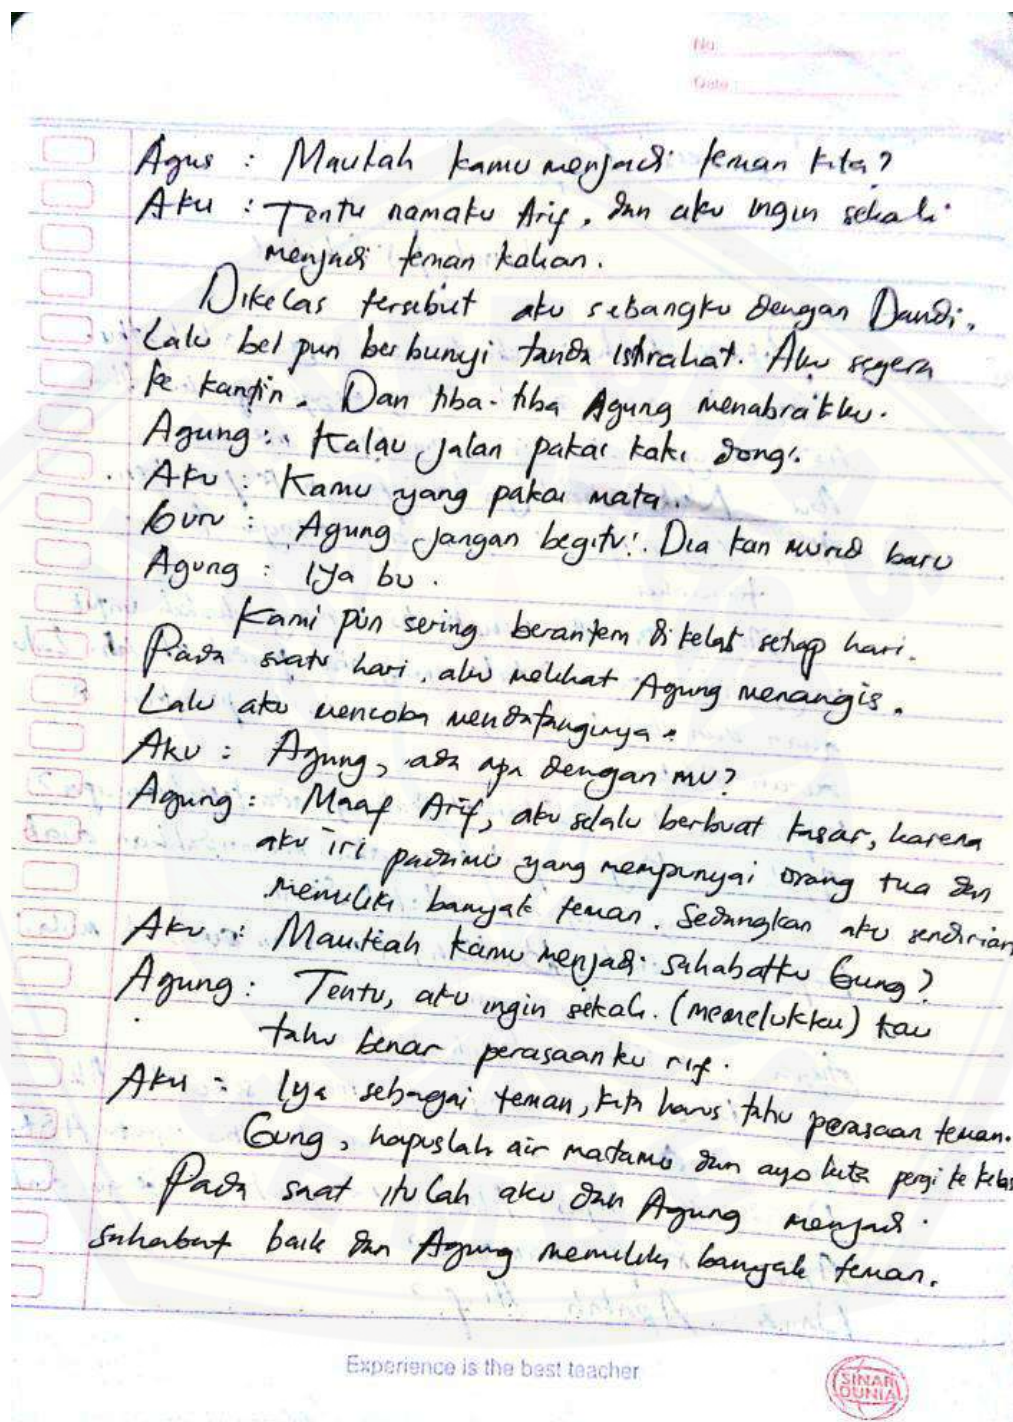 No.
Date
Agus : Maukah kamu menjadi teman kita?
Aku : Tentu namaku Arif, dan aku ingin sekali
menjadi teman kalian.
Dikelas tersebut aku sebangku dengan Dandi.
Lalu bel pun berbunyi tanda istirahat. Aku segera
ke kantin. Dan tiba-tiba Agung menabrakku.
Agung : Kalau jalan pakai kaki dong!.
Aku : Kamu yang pakai mata.
Guru : Agung jangan begitu!. Dia kan murid baru
Agung : Iya bu.
Kami pun sering berantem di kelas setiap hari.
Pada suatu hari, aku melihat Agung menangis.
Lalu aku mencoba mendatanginya.
Aku : Agung, ada apa dengan mu?
Agung : Maaf Arif, aku selalu berbuat kasar, karena
aku iri padamu yang mempunyai orang tua dan
memiliki banyak teman. Sedangkan aku sendirian
Aku : Maukah kamu menjadi sahabatku Gung?
Agung : Tentu, aku ingin sekali. (memelukku) kau
tahu benar perasaanku rif.
Aku : Iya sebagai teman, kita harus tahu perasaan teman.
Gung, hapuslah air matamu dan ayo kita pergi ke kelas
Pada saat itulah aku dan Agung menjadi
sahabat baik dan Agung memiliki banyak teman.
Experience is the best teacher
SINAR
DUNIA